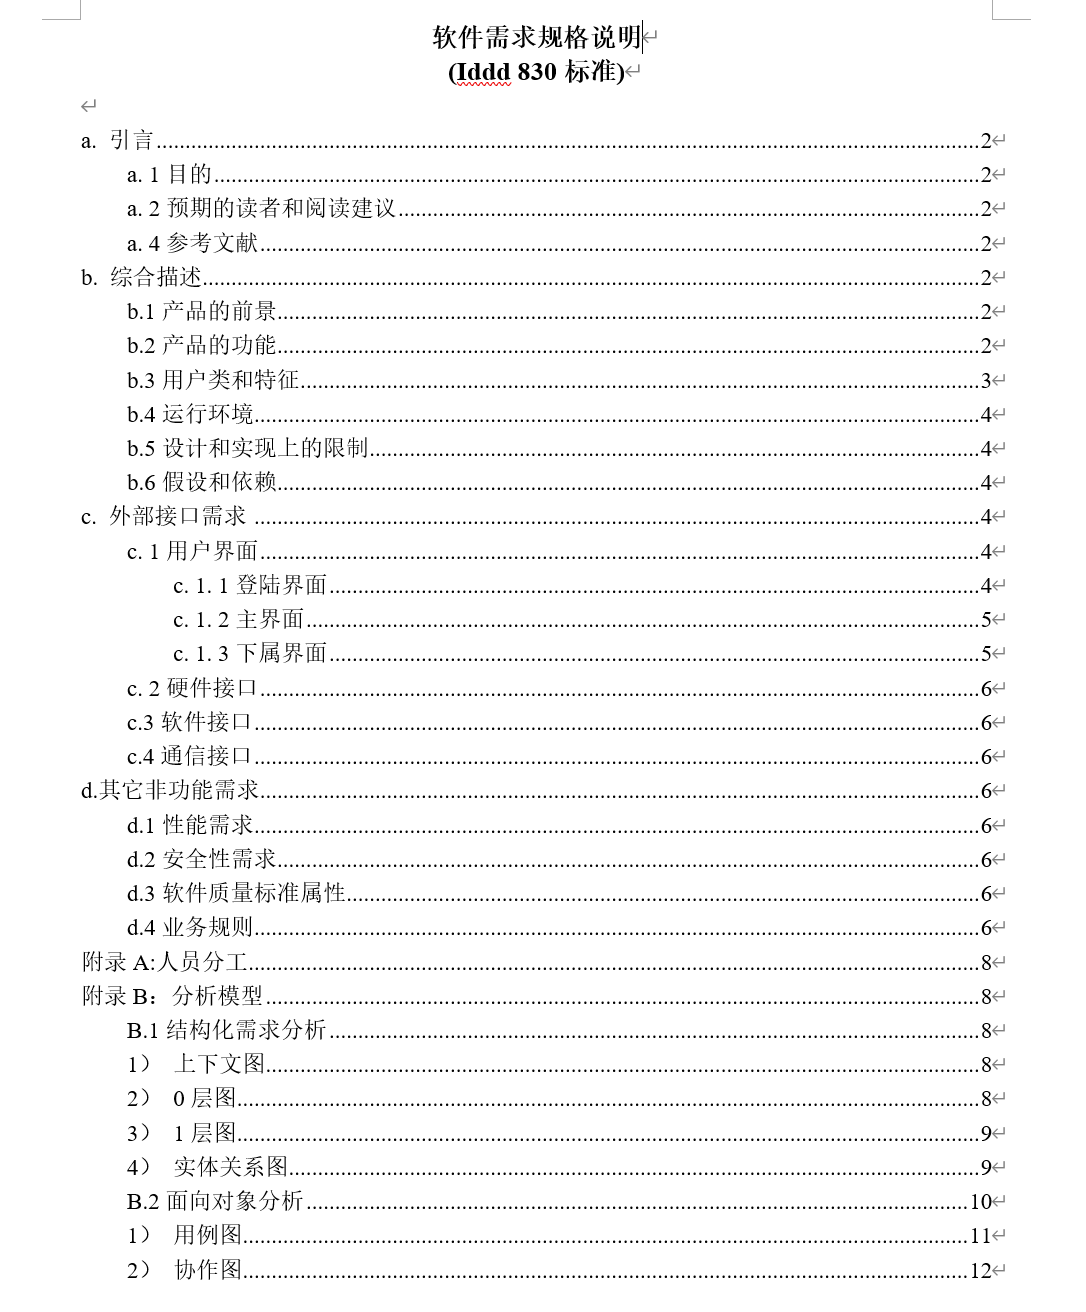 软件需求规格说明
(Iddd 830 标准)
a. 引言........2
a. 1 目的........2
a. 2 预期的读者和阅读建议........2
a. 4 参考文献........2
b. 综合描述........2
b.1 产品的前景........2
b.2 产品的功能........2
b.3 用户类和特征........3
b.4 运行环境........4
b.5 设计和实现上的限制........4
b.6 假设和依赖........4
c. 外部接口需求 ........4
c. 1 用户界面........4
c. 1. 1 登陆界面........4
c. 1. 2 主界面........5
c. 1. 3 下属界面........5
c. 2 硬件接口........6
c.3 软件接口........6
c.4 通信接口........6
d.其它非功能需求........6
d.1 性能需求........6
d.2 安全性需求........6
d.3 软件质量标准属性........6
d.4 业务规则........6
附录 A:人员分工........8
附录 B：分析模型........8
B.1 结构化需求分析........8
1） 上下文图........8
2） 0 层图........8
3） 1 层图........9
4） 实体关系图........9
B.2 面向对象分析........10
1） 用例图........11
2） 协作图........12